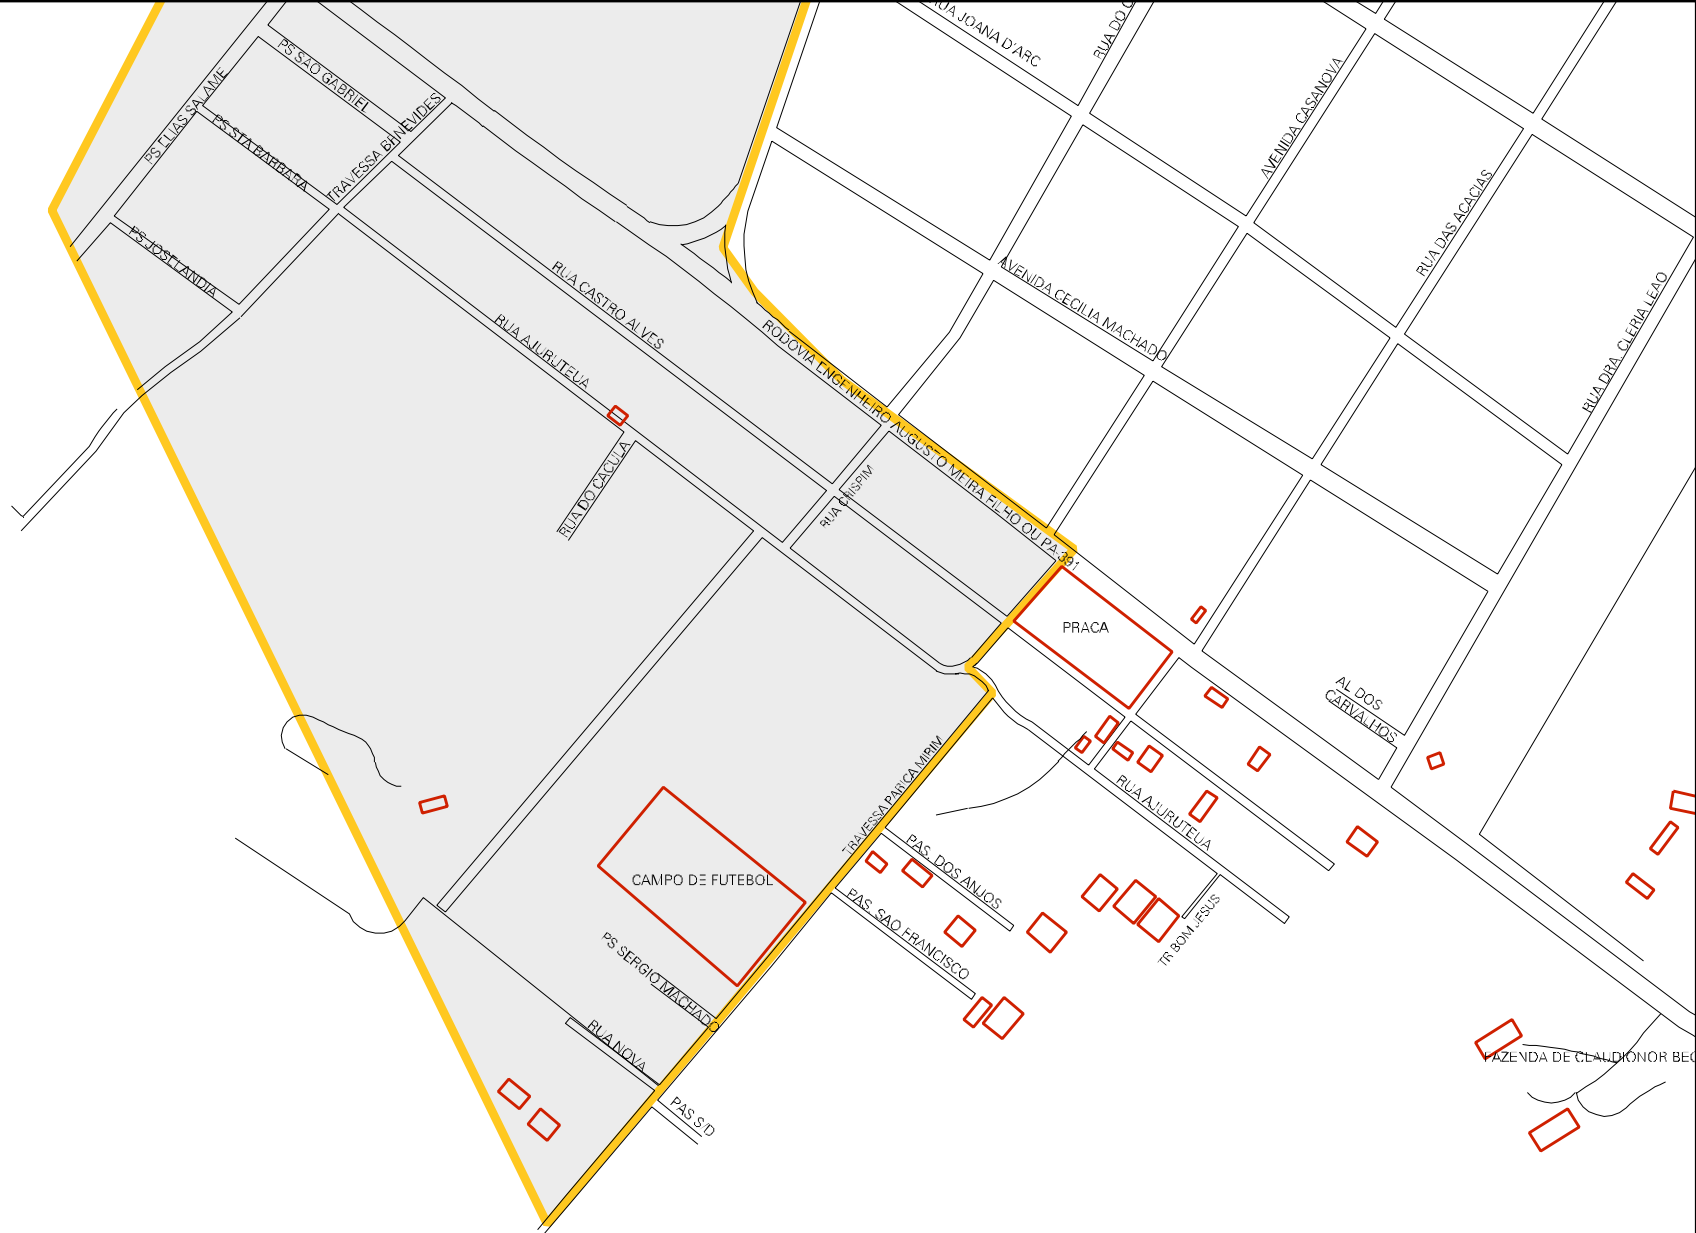 RUA JOANA D'ARC
RUA DO C
PS SAO GABRIEL
PS ELIAS SALAME
TRAVESSA BENEVIDES
PS STA BARBARA
AVENIDA CASANOVA
RUA DAS ACACIAS
PS JOSELANDIA
RUA CASTRO ALVES
AVENIDA CECILIA MACHADO
RUA DRA. CLERIA LEAO
RUA AJURUTEUA
RODOVIA ENGENHEIRO AUGUSTO MEIRA FILHO OU PA-391
RUA DO CACULA
RUA CRISPIM
PRACA
AL DOS
CARVALHOS
TRAVESSA PARICA MIRIM
RUA AJURUTEUA
CAMPO DE FUTEBOL
PAS. DOS ANJOS
PAS. SAO FRANCISCO
TR BOM JESUS
PS SERGIO MACHADO
RUA NOVA
FAZENDA DE CLAUDIONOR BEC
PAS S/D